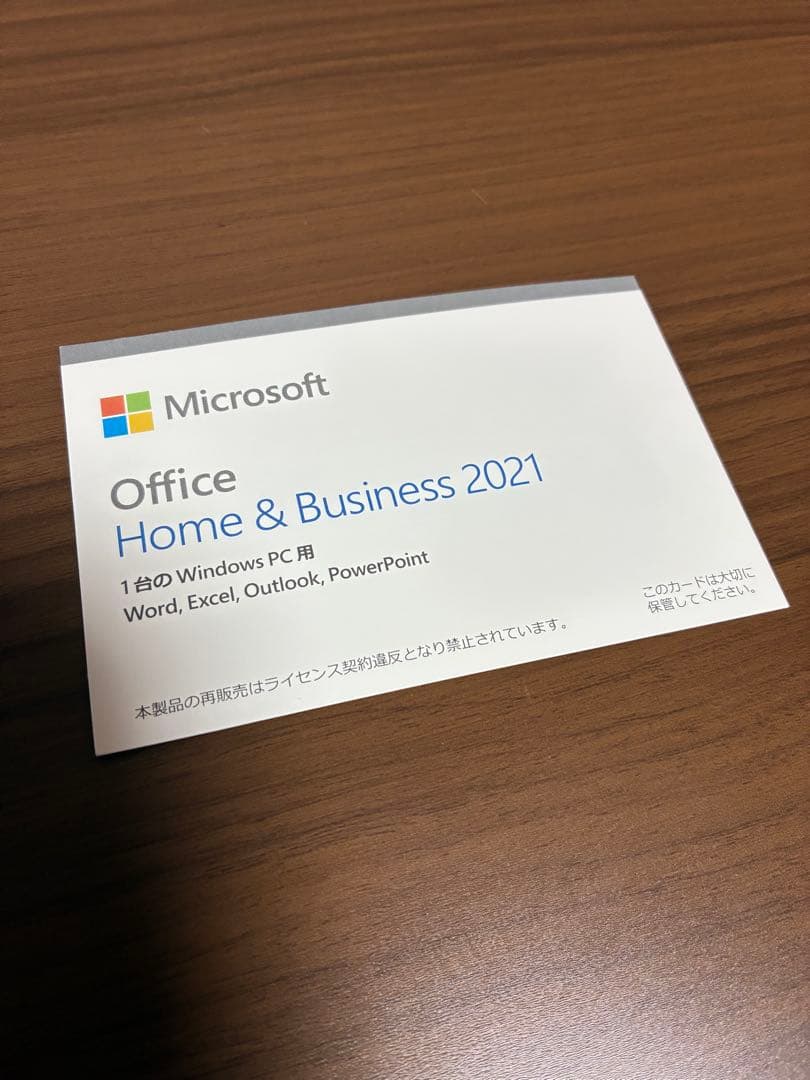 Microsoft
Office
Home & Business 2021
1台の Windows PC 用
Word, Excel, Outlook, PowerPoint
このカードは大切に
保管してください。
本製品の再販売はライセンス契約違反となり禁止されています。